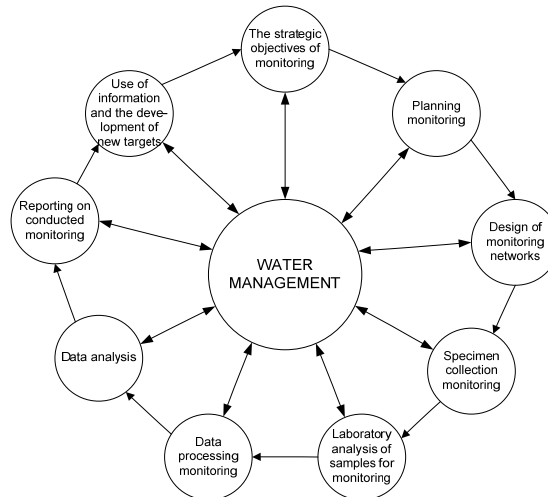 The strategic
objectives of
monitoring
Planning
monitoring
Design of
monitoring
networks
Specimen
collection
monitoring
Laboratory
analysis of
samples for
monitoring
Data
processing
monitoring
Data analysis
Reporting on
conducted
monitoring
Use of
information
and the deve-
lopment of
new targets
WATER
MANAGEMENT